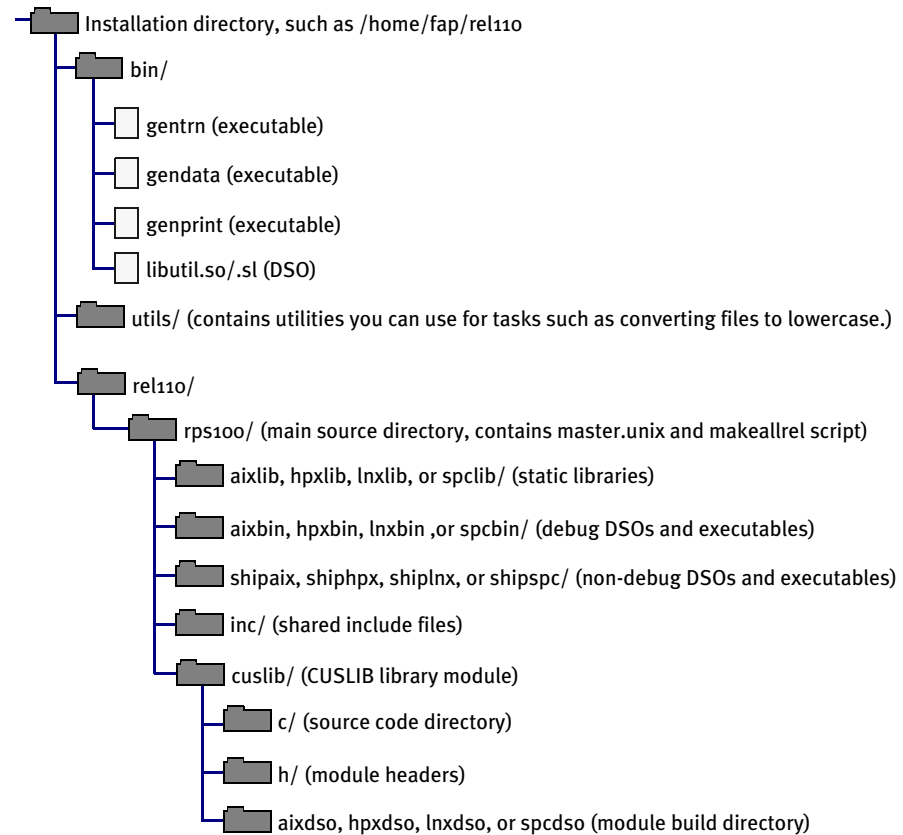 Installation directory, such as /home/fap/rel110
bin/
gentrn (executable)
gendata (executable)
genprint (executable)
libutil.so/.sl (DSO)
utils/ (contains utilities you can use for tasks such as converting files to lowercase.)
rel110/
rps100/ (main source directory, contains master.unix and makeallrel script)
aixlib, hpxlib, lnxlib, or spclib/ (static libraries)
aixbin, hpxbin, lnxbin ,or spcbin/ (debug DSOs and executables)
shipaix, shiphpx, shiplnx, or shipspc/ (non-debug DSOs and executables)
inc/ (shared include files)
cuslib/ (CUSLIB library module)
c/ (source code directory)
h/ (module headers)
aixdso, hpxdso, lnxdso, or spcdso (module build directory)